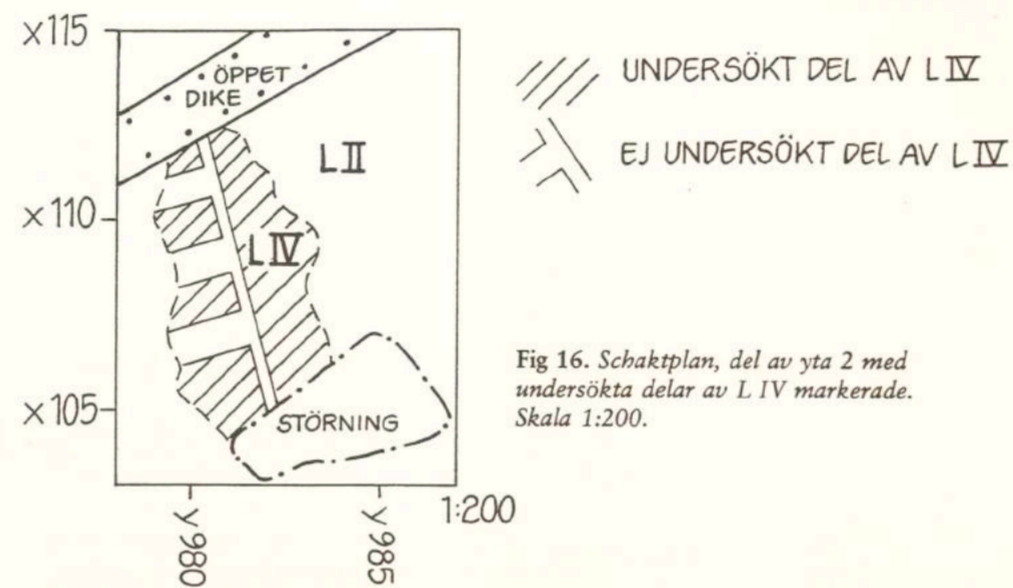 x115
ÖPPET
DIKE
L II
x110
L IV
x105
STÖRNING
y 980
y 985
1:200
UNDERSÖKT DEL AV L IV
EJ UNDERSÖKT DEL AV L IV
Fig 16. Schaktplan, del av yta 2 med
undersökta delar av L IV markerade.
Skala 1:200.